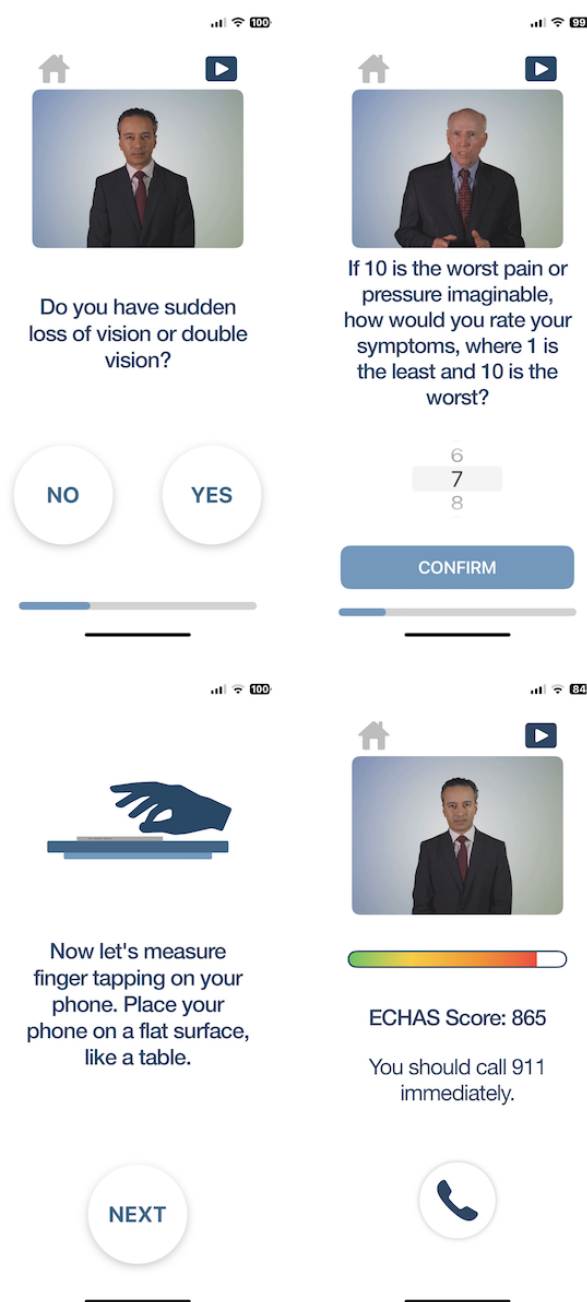 100
Do you have sudden
loss of vision or double
vision?
NO
YES
99
If 10 is the worst pain or
pressure imaginable,
how would you rate your
symptoms, where 1 is
the least and 10 is the
worst?
6
7
8
CONFIRM
100
Now let's measure
finger tapping on your
phone. Place your
phone on a flat surface,
like a table.
NEXT
84
ECHAS Score: 865
You should call 911
immediately.